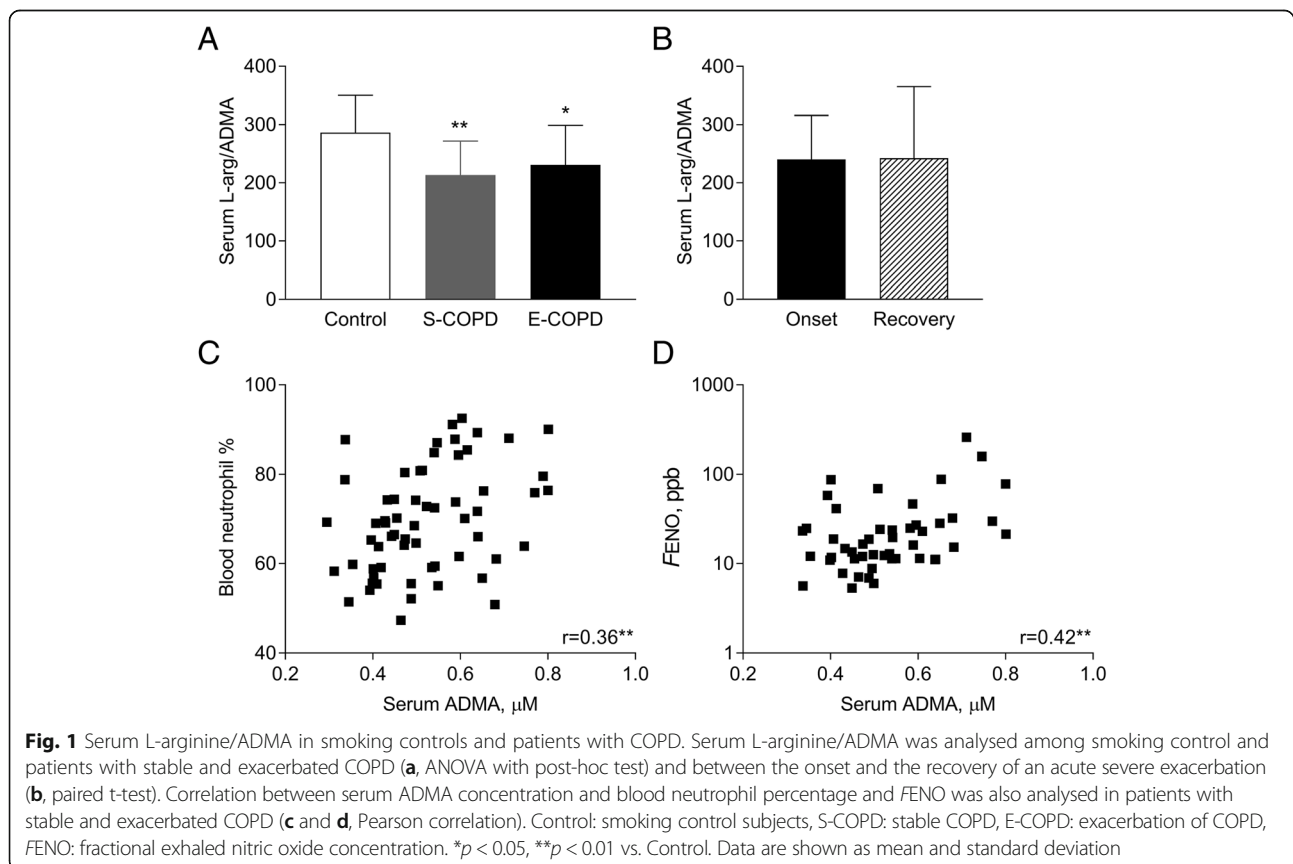 A
B
400
300
200
100
0
Serum L-arg/ADMA
**
*
Control S-COPD E-COPD
400
300
200
100
0
Serum L-arg/ADMA
Onset Recovery
C
D
100
80
60
40
Blood neutrophil %
r=0.36**
0.2 0.4 0.6 0.8 1.0
Serum ADMA, μM
1000
100
10
1
FENO, ppb
r=0.42**
0.2 0.4 0.6 0.8 1.0
Serum ADMA, μM
Fig. 1 Serum L-arginine/ADMA in smoking controls and patients with COPD. Serum L-arginine/ADMA was analysed among smoking control and
patients with stable and exacerbated COPD (a, ANOVA with post-hoc test) and between the onset and the recovery of an acute severe exacerbation
(b, paired t-test). Correlation between serum ADMA concentration and blood neutrophil percentage and FENO was also analysed in patients with
stable and exacerbated COPD (c and d, Pearson correlation). Control: smoking control subjects, S-COPD: stable COPD, E-COPD: exacerbation of COPD,
FENO: fractional exhaled nitric oxide concentration. *p < 0.05, **p < 0.01 vs. Control. Data are shown as mean and standard deviation